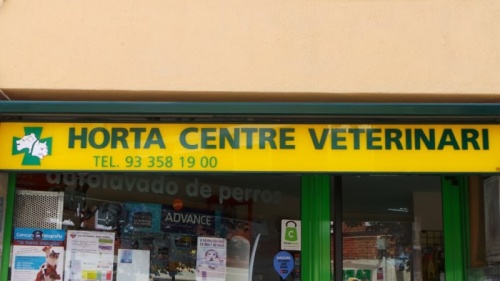 HORTA CENTRE VETERINARI
TEL. 93 358 19 00
autolavado de perros
ADVANCE